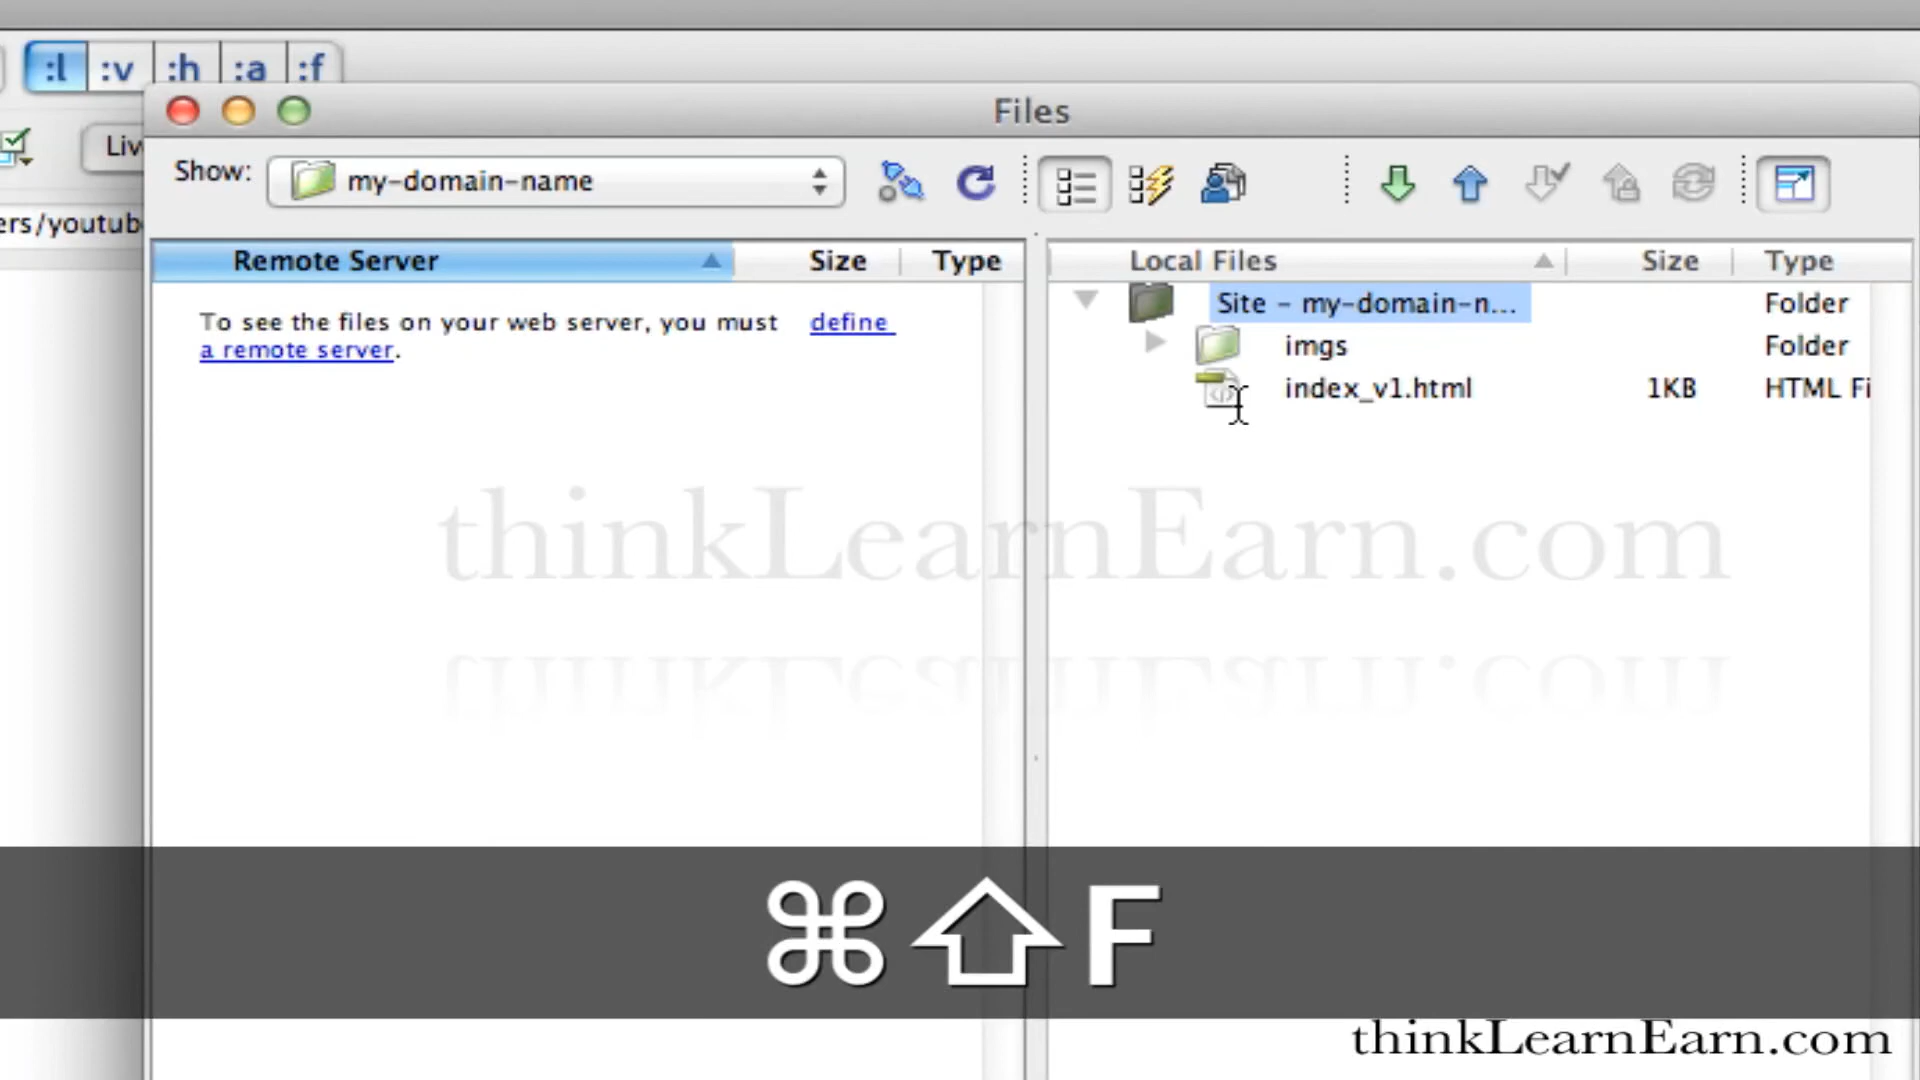 :l :v :h :a :f
Files
Liv
Show: my-domain-name
ers/youtub
Remote Server Size Type
Local Files Size Type
To see the files on your web server, you must define
a remote server.
Site - my-domain-n... Folder
imgs Folder
index_v1.html 1KB HTML Fi
thinkLearnEarn.com
thinkLearnEarn.com
⌘⇧F
thinkLearnEarn.com